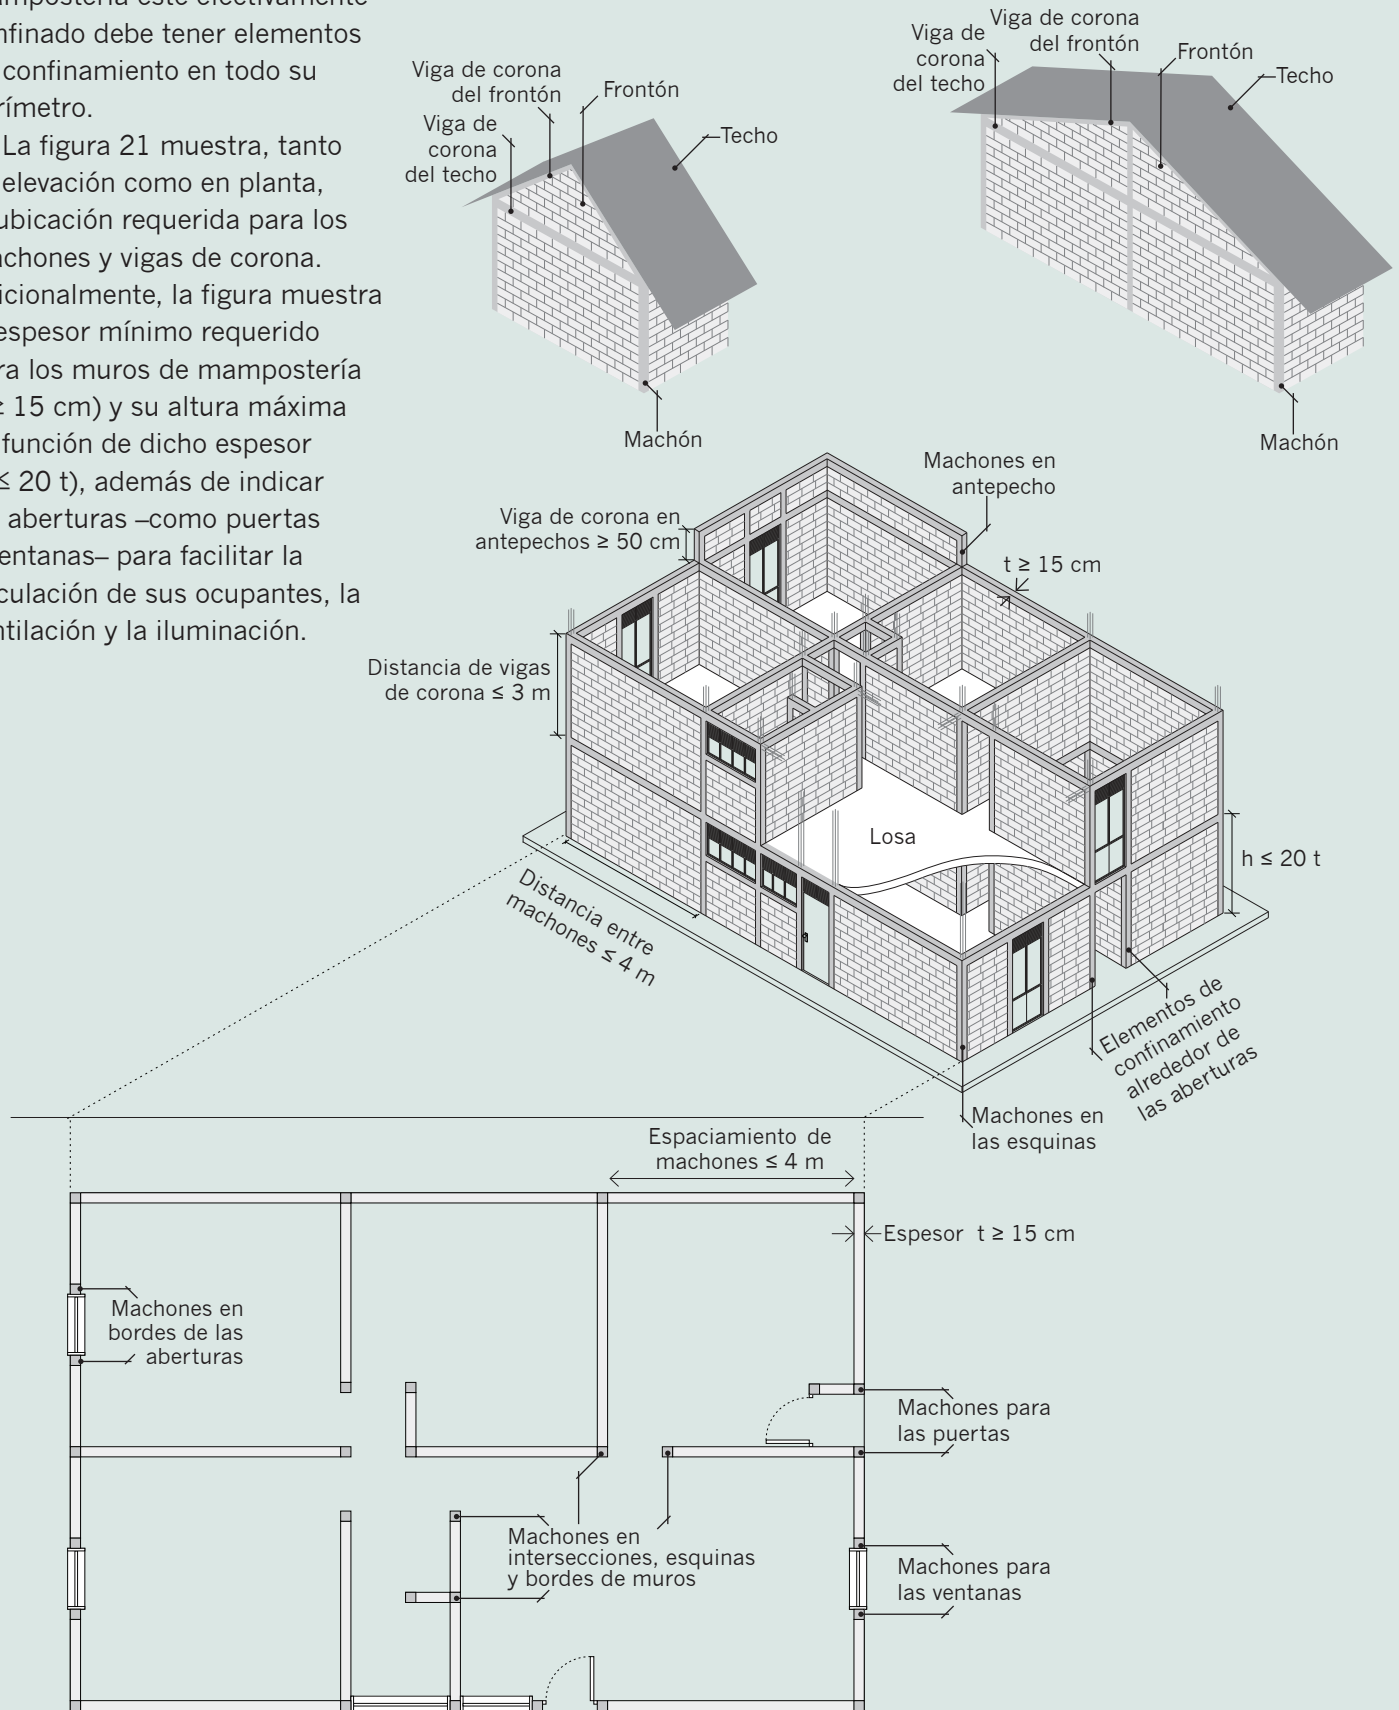 finado debe tener elementos
confinamiento en todo su
rímetro.
La figura 21 muestra, tanto
elevación como en planta,
ubicación requerida para los
chones y vigas de corona.
icionalmente, la figura muestra
espesor mínimo requerido
ra los muros de mampostería
≥ 15 cm) y su altura máxima
función de dicho espesor
≤ 20 t), además de indicar
aberturas –como puertas
entanas– para facilitar la
culación de sus ocupantes, la
ntilación y la iluminación.
Viga de corona
del frontón
Frontón
Viga de
corona
del techo
Techo
Machón
Viga de
corona
del techo
Viga de corona
del frontón
Frontón
Techo
Machón
Machones en
antepecho
Viga de corona en
antepechos ≥ 50 cm
t ≥ 15 cm
Distancia de vigas
de corona ≤ 3 m
Losa
h ≤ 20 t
Distancia entre
machones ≤ 4 m
Elementos de
confinamiento
alrededor de
las aberturas
Machones en
las esquinas
Espaciamiento de
machones ≤ 4 m
Espesor t ≥ 15 cm
Machones en
bordes de las
aberturas
Machones para
las puertas
Machones en
intersecciones, esquinas
y bordes de muros
Machones para
las ventanas